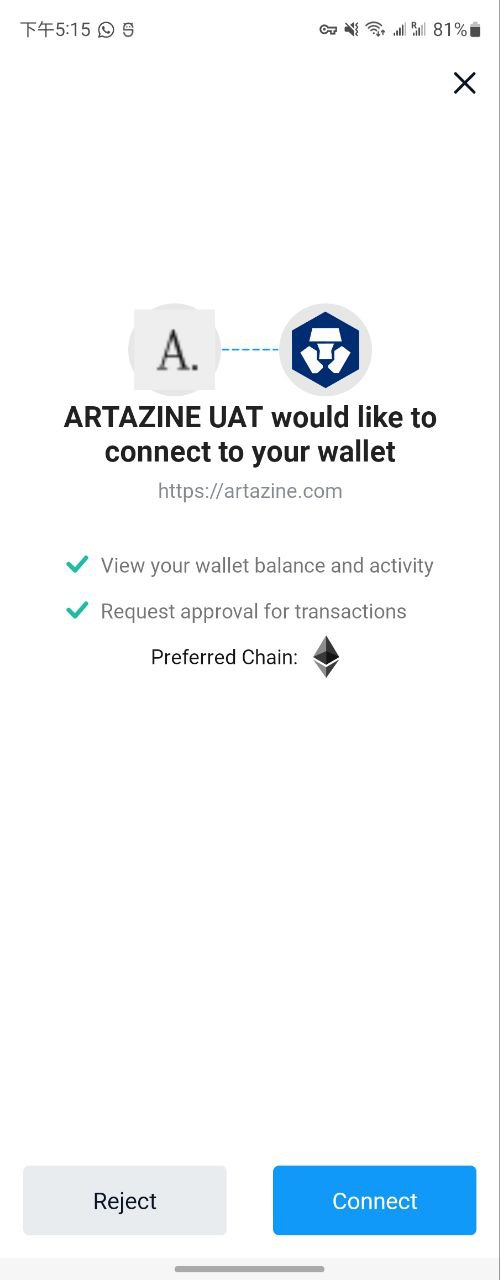 下午5:15 81%
A.
ARTAZINE UAT would like to
connect to your wallet
https://artazine.com
View your wallet balance and activity
Request approval for transactions
Preferred Chain:
Reject Connect